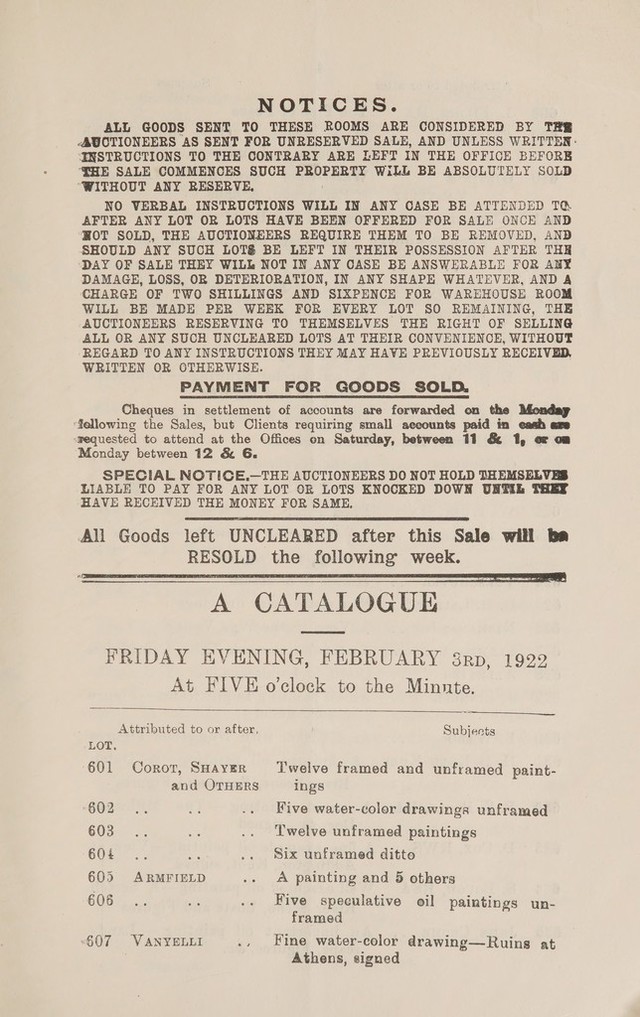 NOTICES.
ALL GOODS SENT TO THESE ROOMS ARE CONSIDERED BY THE
AUCTIONEERS AS SENT FOR UNRESERVED SALE, AND UNLESS WRITTEN
INSTRUCTIONS TO THE CONTRARY ARE LEFT IN THE OFFICE BEFORE
THE SALE COMMENCES SUCH PROPERTY WILL BE ABSOLUTELY SOLD
WITHOUT ANY RESERVE.
NO VERBAL INSTRUCTIONS WILL IN ANY CASE BE ATTENDED TO
AFTER ANY LOT OR LOTS HAVE BEEN OFFERED FOR SALE ONCE AND
NOT SOLD, THE AUCTIONEERS REQUIRE THEM TO BE REMOVED, AND
SHOULD ANY SUCH LOTS BE LEFT IN THEIR POSSESSION AFTER THE
DAY OF SALE THEY WILL NOT IN ANY CASE BE ANSWERABLE FOR ANY
DAMAGE, LOSS, OR DETERIORATION, IN ANY SHAPE WHATEVER, AND A
CHARGE OF TWO SHILLINGS AND SIXPENCE FOR WAREHOUSE ROOM
WILL BE MADE PER WEEK FOR EVERY LOT SO REMAINING, THE
AUCTIONEERS RESERVING TO THEMSELVES THE RIGHT OF SELLING
ALL OR ANY SUCH UNCLEARED LOTS AT THEIR CONVENIENCE, WITHOUT
REGARD TO ANY INSTRUCTIONS THEY MAY HAVE PREVIOUSLY RECEIVED,
WRITTEN OR OTHERWISE.
PAYMENT FOR GOODS SOLD.
Cheques in settlement of accounts are forwarded on the Monday
following the Sales, but Clients requiring small accounts paid in cash are
requested to attend at the Offices on Saturday, between 11 & 1, or on
Monday between 12 & 6.
SPECIAL NOTICE.—THE AUCTIONEERS DO NOT HOLD THEMSELVES
LIABLE TO PAY FOR ANY LOT OR LOTS KNOCKED DOWN UNTIL THEY
HAVE RECEIVED THE MONEY FOR SAME.
All Goods left UNCLEARED after this Sale will be
RESOLD the following week.
A CATALOGUE
FRIDAY EVENING, FEBRUARY 3RD, 1922
At FIVE o'clock to the Minute.
Attributed to or after. Subjects
LOT.
601 COROT, SHAYER Twelve framed and unframed paint-
and OTHERS ings
602 .. .. .. Five water-color drawings unframed
603 .. .. .. Twelve unframed paintings
604 .. .. .. Six unframed ditto
605 ARMFIELD .. A painting and 5 others
606 .. .. .. Five speculative oil paintings un-
framed
607 VANYELLI .. Fine water-color drawing—Ruins at
Athens, signed